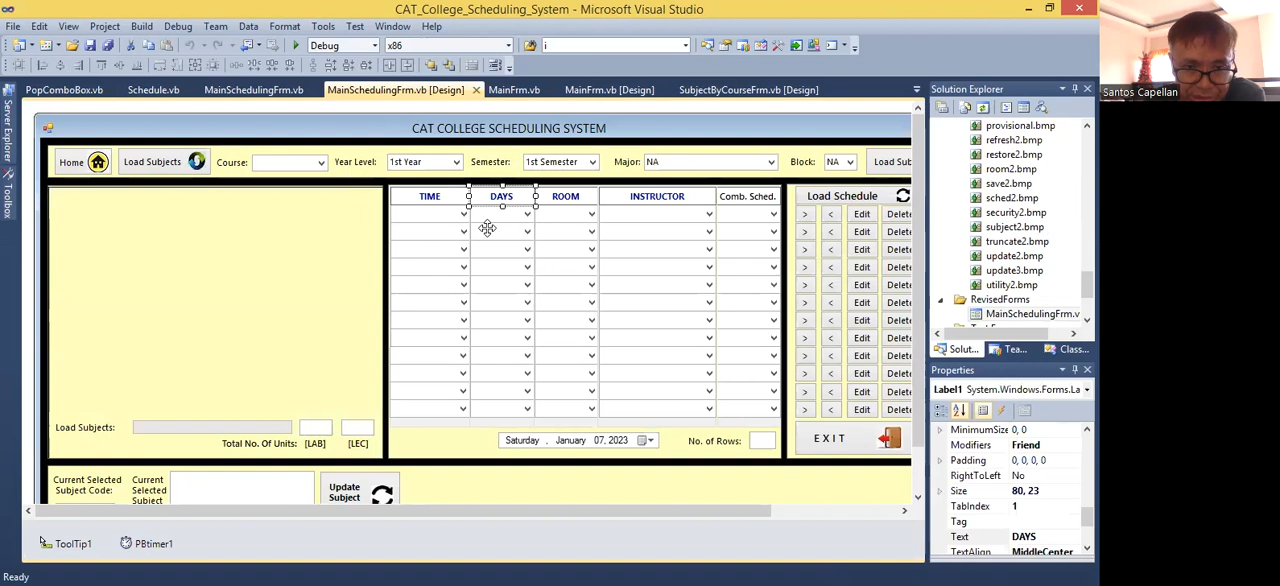 CAT_College_Scheduling_System - Microsoft Visual Studio
File Edit View Project Build Debug Team Data Format Tools Test Window Help
Debug x86 i
PopComboBox.vb Schedule.vb MainSchedulingFrm.vb MainSchedulingFrm.vb [Design] MainFrm.vb MainFrm.vb [Design] SubjectByCourseFrm.vb [Design]
Server Explorer
Toolbox
CAT COLLEGE SCHEDULING SYSTEM
Home Load Subjects Course: Year Level: 1st Year Semester: 1st Semester Major: NA Block: NA Load Sub
TIME DAYS ROOM INSTRUCTOR Comb. Sched. Load Schedule
> < Edit Delete
> < Edit Delete
> < Edit Delete
> < Edit Delete
> < Edit Delete
> < Edit Delete
> < Edit Delete
> < Edit Delete
> < Edit Delete
> < Edit Delete
> < Edit Delete
> < Edit Delete
Load Subjects:
Total No. Of Units: [LAB] [LEC]
Saturday , January 07, 2023 No. of Rows: EXIT
Current Selected Subject Code:
Current Selected Subject
Update Subject
ToolTip1 PBtimer1
Ready
Solution Explorer
provisional.bmp
refresh2.bmp
restore2.bmp
room2.bmp
save2.bmp
sched2.bmp
security2.bmp
subject2.bmp
truncate2.bmp
update2.bmp
update3.bmp
utility2.bmp
RevisedForms
MainSchedulingFrm.v
Solut... Tea... Class...
Properties
Label1 System.Windows.Forms.La
MinimumSize 0, 0
Modifiers Friend
Padding 0, 0, 0, 0
RightToLeft No
Size 80, 23
TabIndex 1
Tag
Text DAYS
TextAlign MiddleCenter
Santos Capellan